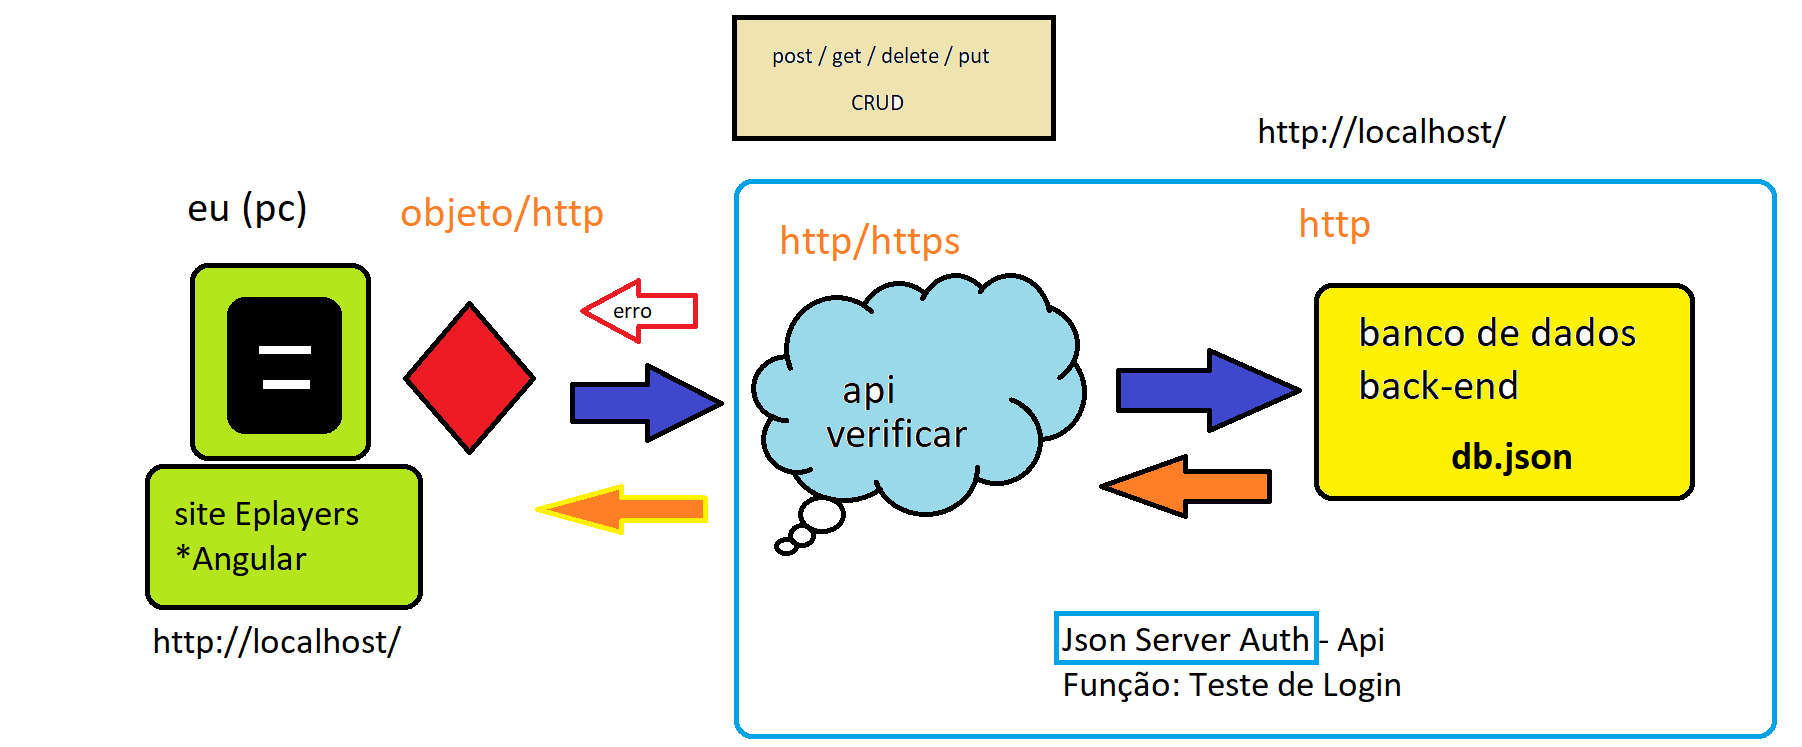 post / get / delete / put
CRUD
http://localhost/
eu (pc)
objeto/http
http/https
http
erro
api
verificar
banco de dados
back-end
db.json
site Eplayers
*Angular
http://localhost/
Json Server Auth - Api
Função: Teste de Login